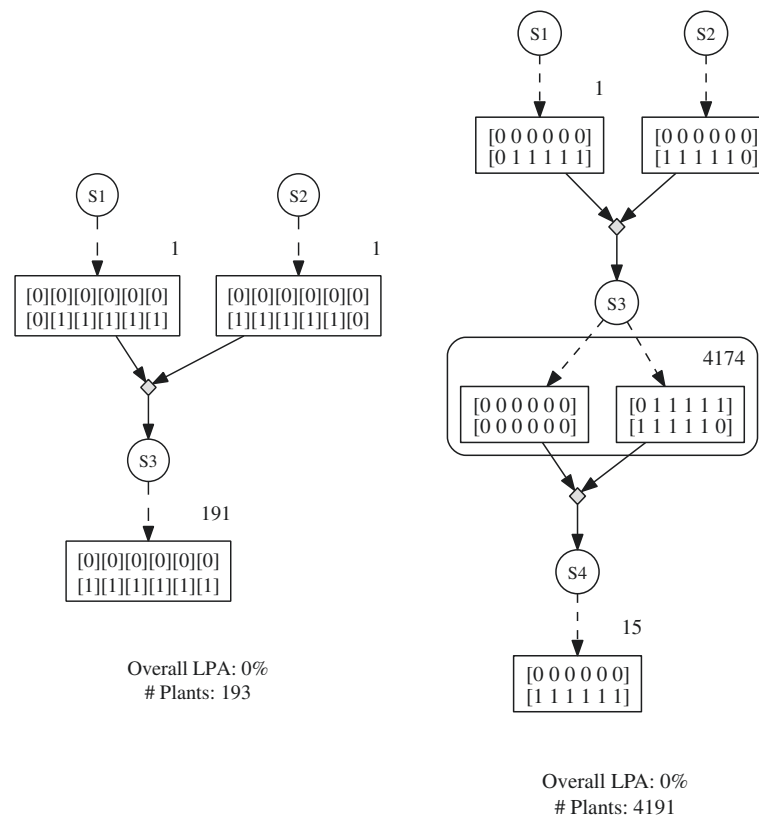 S1
S2
1
1
[0][0][0][0][0][0]
[0][1][1][1][1][1]
[0][0][0][0][0][0]
[1][1][1][1][1][0]
S3
191
[0][0][0][0][0][0]
[1][1][1][1][1][1]
Overall LPA: 0%
# Plants: 193
S1
S2
1
[0 0 0 0 0 0]
[0 1 1 1 1 1]
[0 0 0 0 0 0]
[1 1 1 1 1 0]
S3
4174
[0 0 0 0 0 0]
[0 0 0 0 0 0]
[0 1 1 1 1 1]
[1 1 1 1 1 0]
S4
15
[0 0 0 0 0 0]
[1 1 1 1 1 1]
Overall LPA: 0%
# Plants: 4191